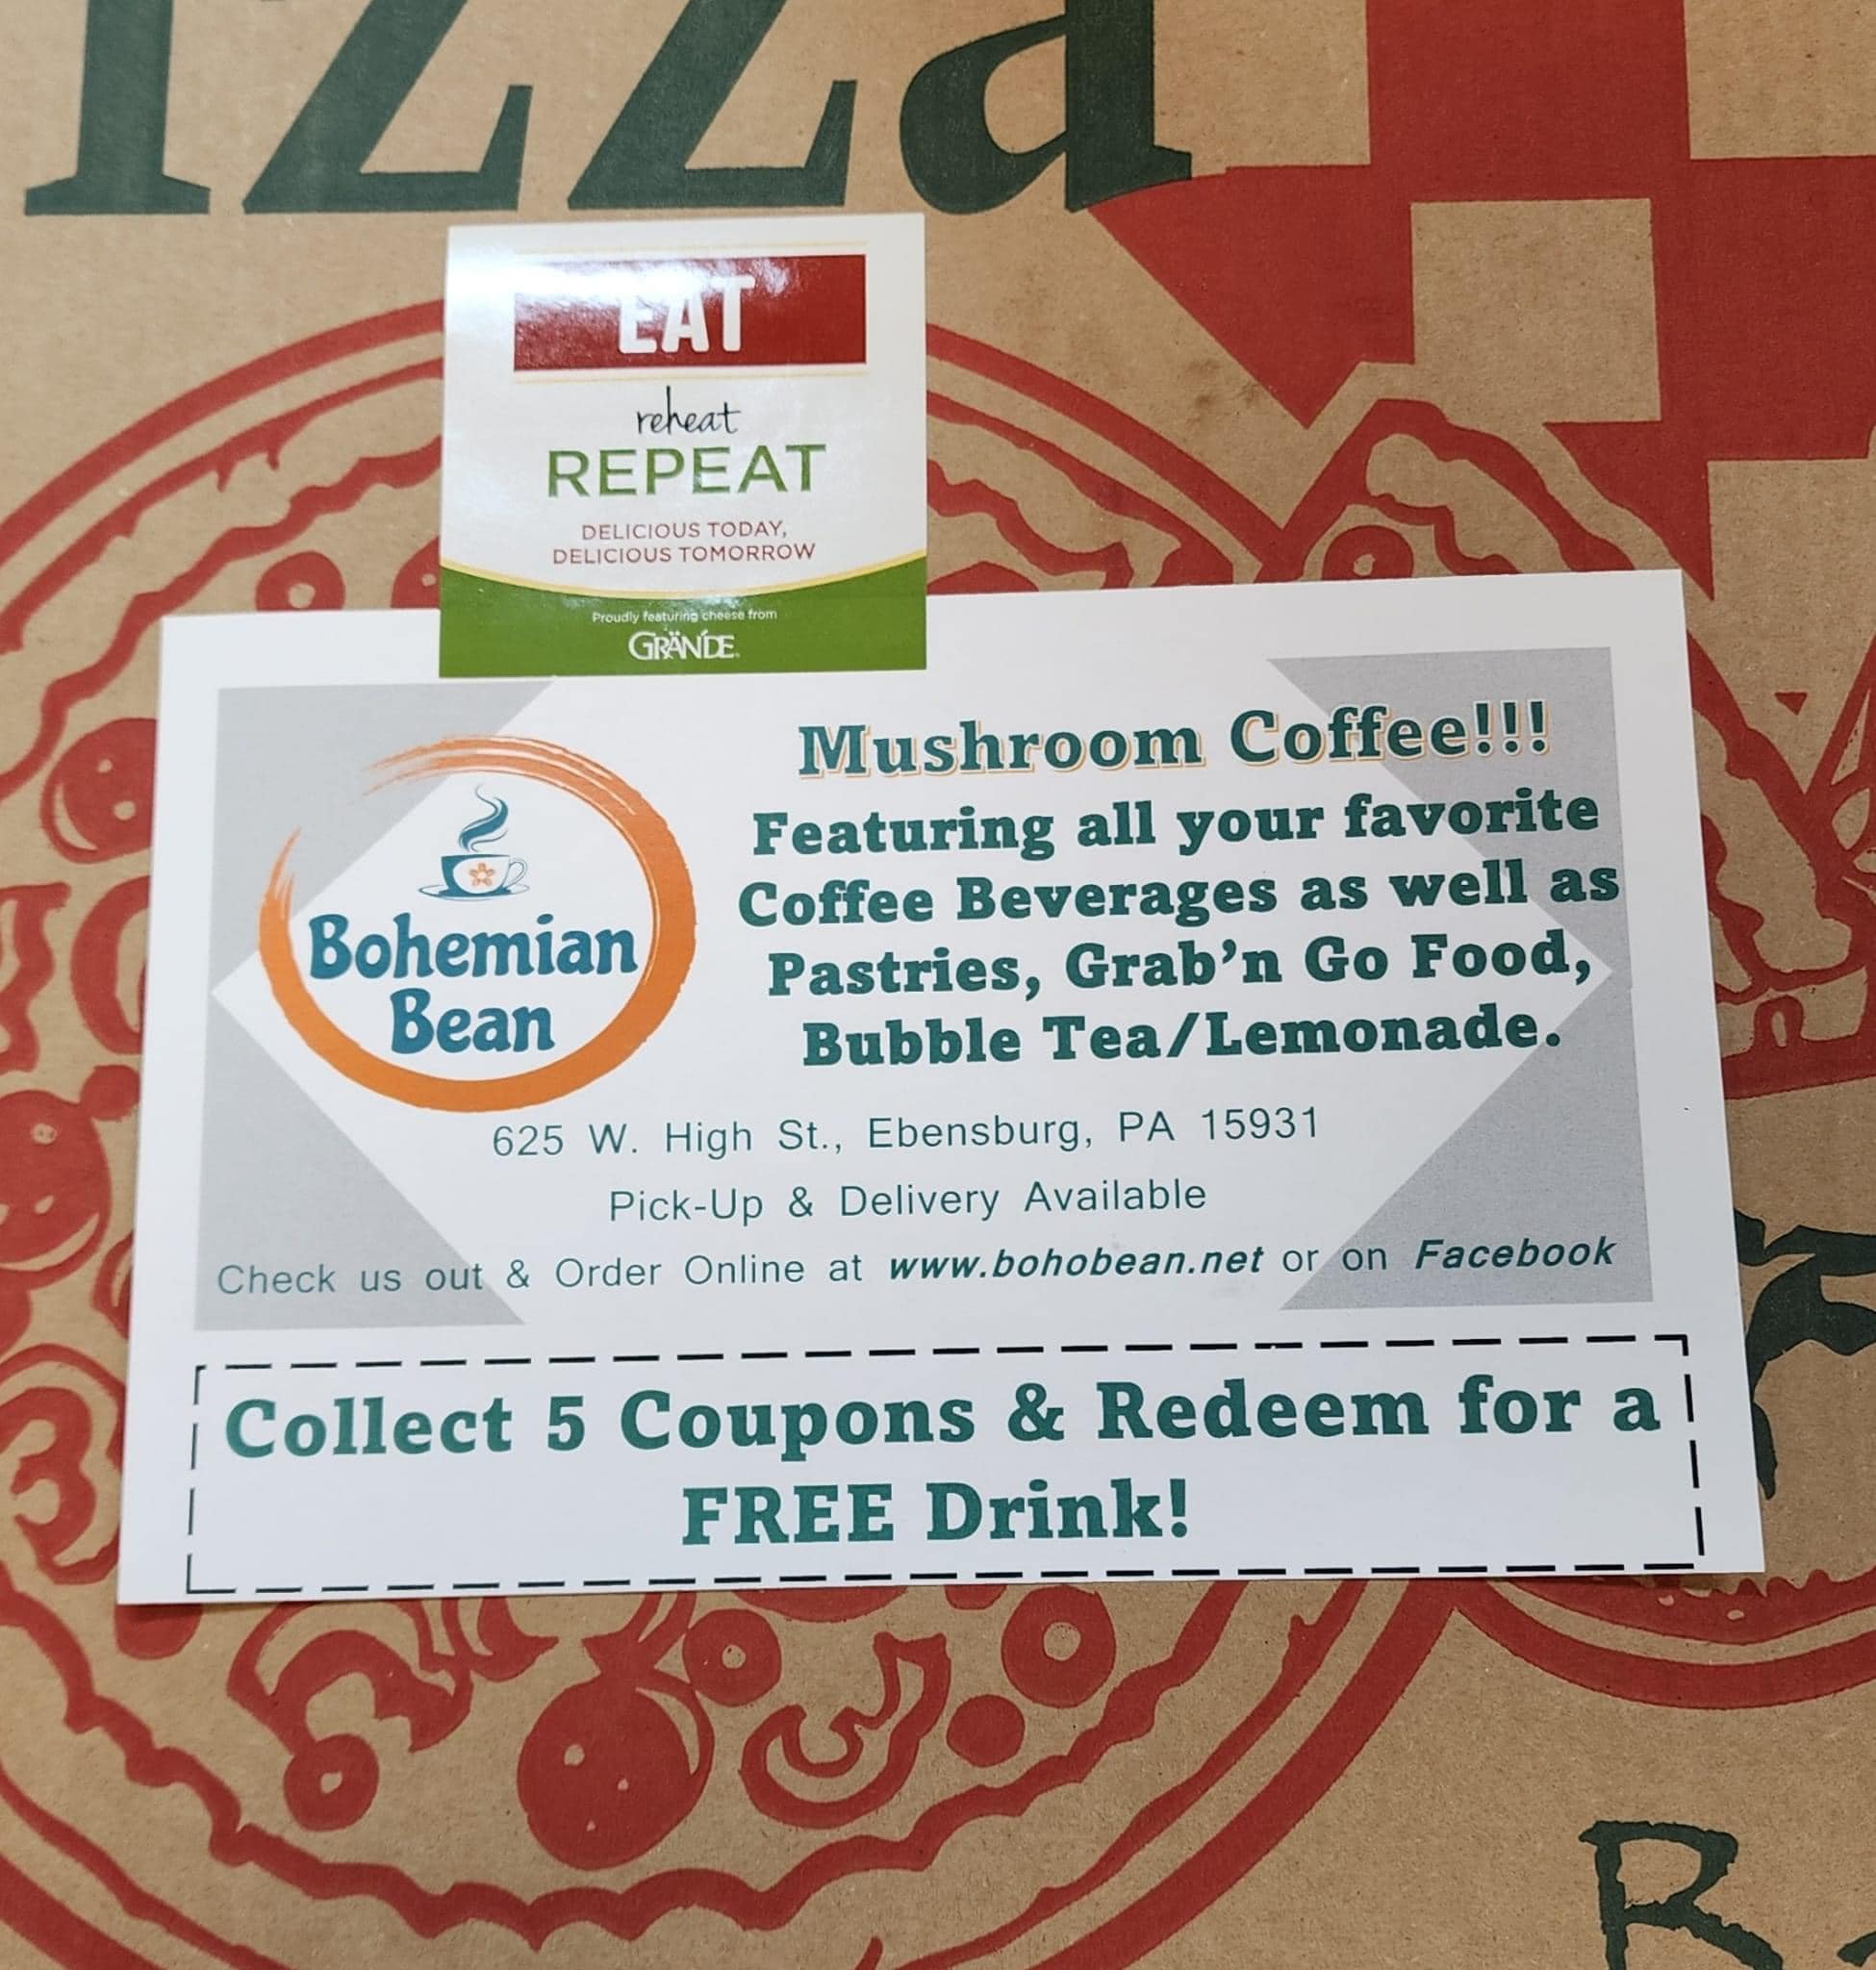 izza
EAT
reheat
REPEAT
DELICIOUS TODAY,
DELICIOUS TOMORROW
Proudly featuring cheese from
GRÄNDE
Bohemian
Bean
Mushroom Coffee!!!
Featuring all your favorite
Coffee Beverages as well as
Pastries, Grab'n Go Food,
Bubble Tea/Lemonade.
625 W. High St., Ebensburg, PA 15931
Pick-Up & Delivery Available
Check us out & Order Online at www.bohobean.net or on Facebook
Collect 5 Coupons & Redeem for a
FREE Drink!